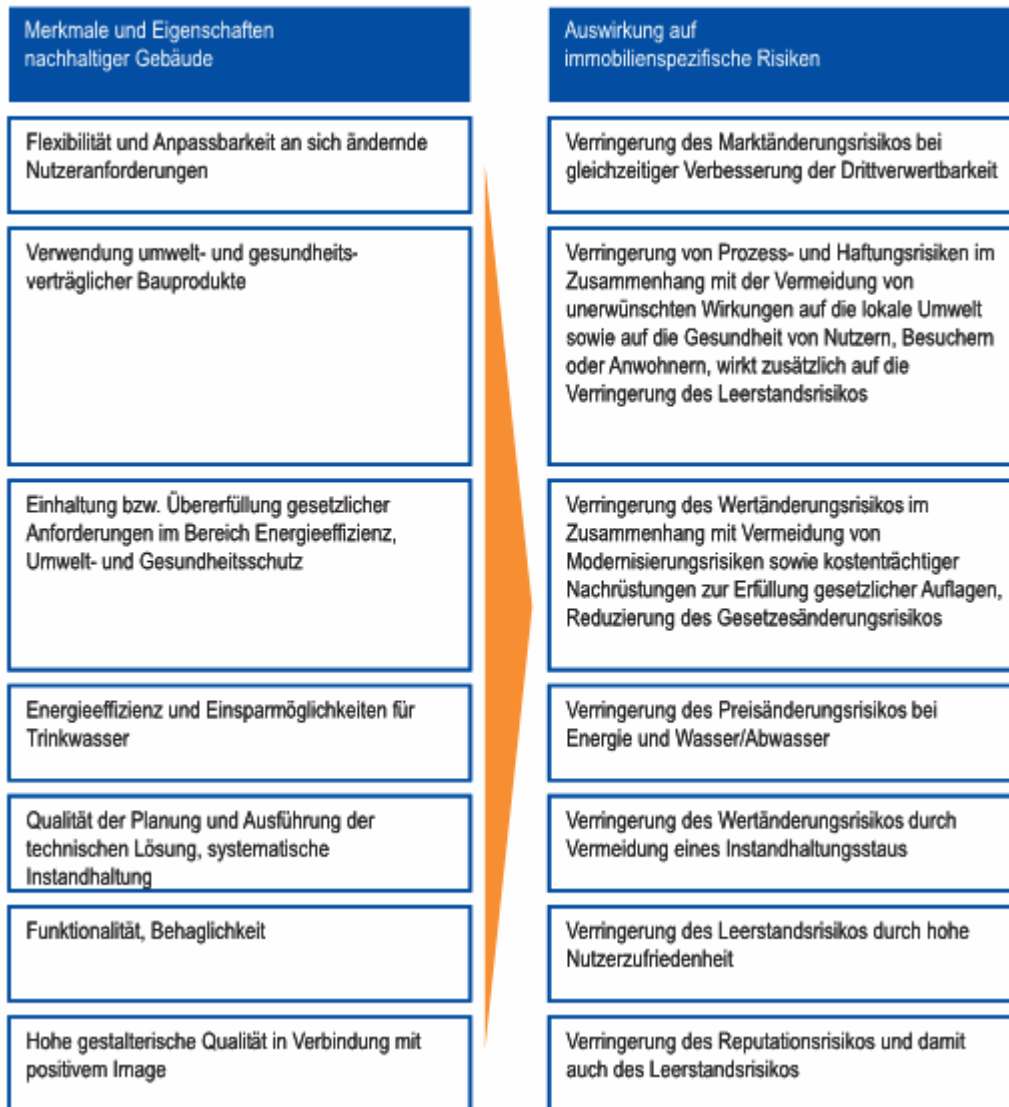 Merkmale und Eigenschaften
nachhaltiger Gebäude
Auswirkung auf
immobilienspezifische Risiken
Flexibilität und Anpassbarkeit an sich ändernde
Nutzeranforderungen
Verringerung des Marktänderungsrisikos bei
gleichzeitiger Verbesserung der Drittverwertbarkeit
Verwendung umwelt- und gesundheits-
verträglicher Bauprodukte
Verringerung von Prozess- und Haftungsrisiken im
Zusammenhang mit der Vermeidung von
unerwünschten Wirkungen auf die lokale Umwelt
sowie auf die Gesundheit von Nutzern, Besuchern
oder Anwohnern, wirkt zusätzlich auf die
Verringerung des Leerstandsrisikos
Einhaltung bzw. Übererfüllung gesetzlicher
Anforderungen im Bereich Energieeffizienz,
Umwelt- und Gesundheitsschutz
Verringerung des Wertänderungsrisikos im
Zusammenhang mit Vermeidung von
Modernisierungsrisiken sowie kostenträchtiger
Nachrüstungen zur Erfüllung gesetzlicher Auflagen,
Reduzierung des Gesetzesänderungsrisikos
Energieeffizienz und Einsparmöglichkeiten für
Trinkwasser
Verringerung des Preisänderungsrisikos bei
Energie und Wasser/Abwasser
Qualität der Planung und Ausführung der
technischen Lösung, systematische
Instandhaltung
Verringerung des Wertänderungsrisikos durch
Vermeidung eines Instandhaltungsstaus
Funktionalität, Behaglichkeit
Verringerung des Leerstandsrisikos durch hohe
Nutzerzufriedenheit
Hohe gestalterische Qualität in Verbindung mit
positivem Image
Verringerung des Reputationsrisikos und damit
auch des Leerstandsrisikos